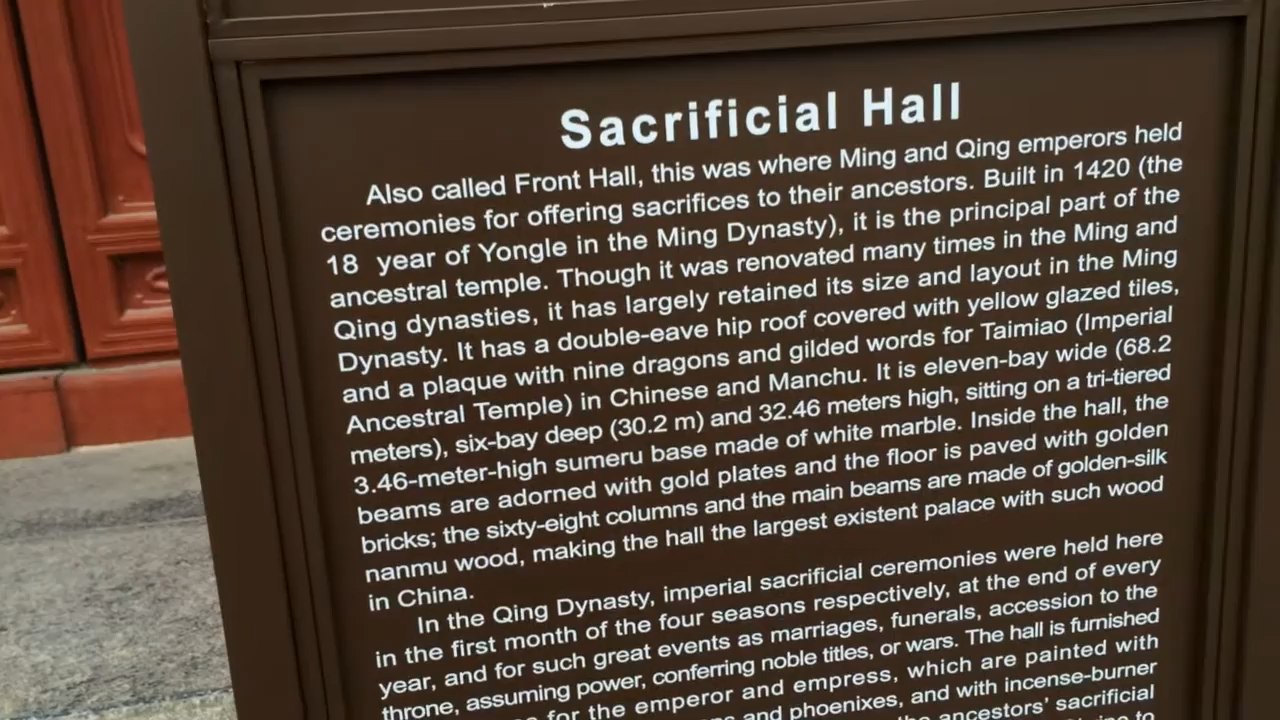 Sacrificial Hall
Also called Front Hall, this was where Ming and Qing emperors held
ceremonies for offering sacrifices to their ancestors. Built in 1420 (the
18 year of Yongle in the Ming Dynasty), it is the principal part of the
ancestral temple. Though it was renovated many times in the Ming and
Qing dynasties, it has largely retained its size and layout in the Ming
Dynasty. It has a double-eave hip roof covered with yellow glazed tiles,
and a plaque with nine dragons and gilded words for Taimiao (Imperial
Ancestral Temple) in Chinese and Manchu. It is eleven-bay wide (68.2
meters), six-bay deep (30.2 m) and 32.46 meters high, sitting on a tri-tiered
3.46-meter-high sumeru base made of white marble. Inside the hall, the
beams are adorned with gold plates and the floor is paved with golden
bricks; the sixty-eight columns and the main beams are made of golden-silk
nanmu wood, making the hall the largest existent palace with such wood
in China.
In the Qing Dynasty, imperial sacrificial ceremonies were held here
in the first month of the four seasons respectively, at the end of every
year, and for such great events as marriages, funerals, accession to the
throne, assuming power, conferring noble titles, or wars. The hall is furnished
for the emperor and empress, which are painted with
and phoenixes, and with incense-burner
ancestors' sacrificial
to